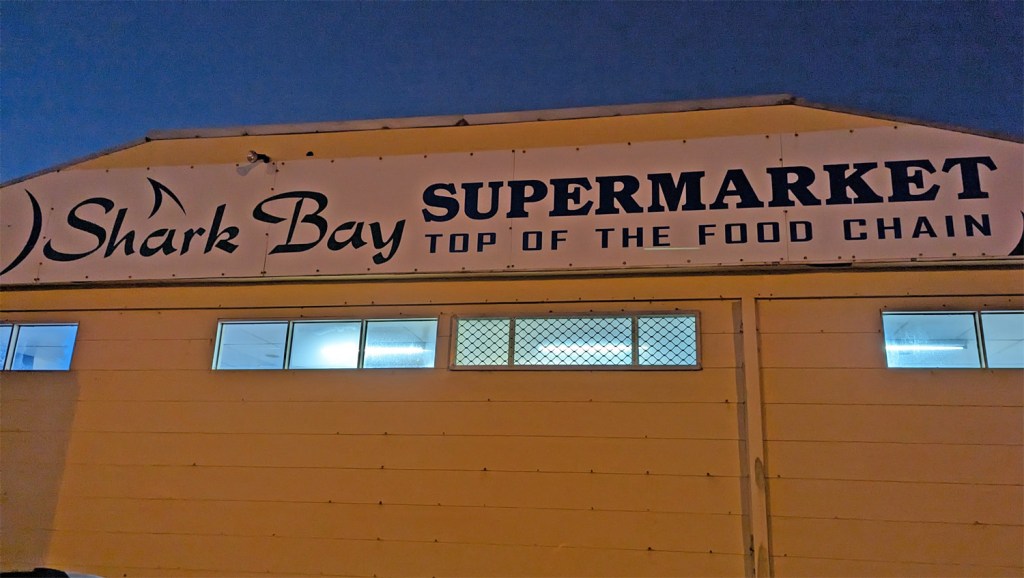 Shark Bay SUPERMARKET
TOP OF THE FOOD CHAIN